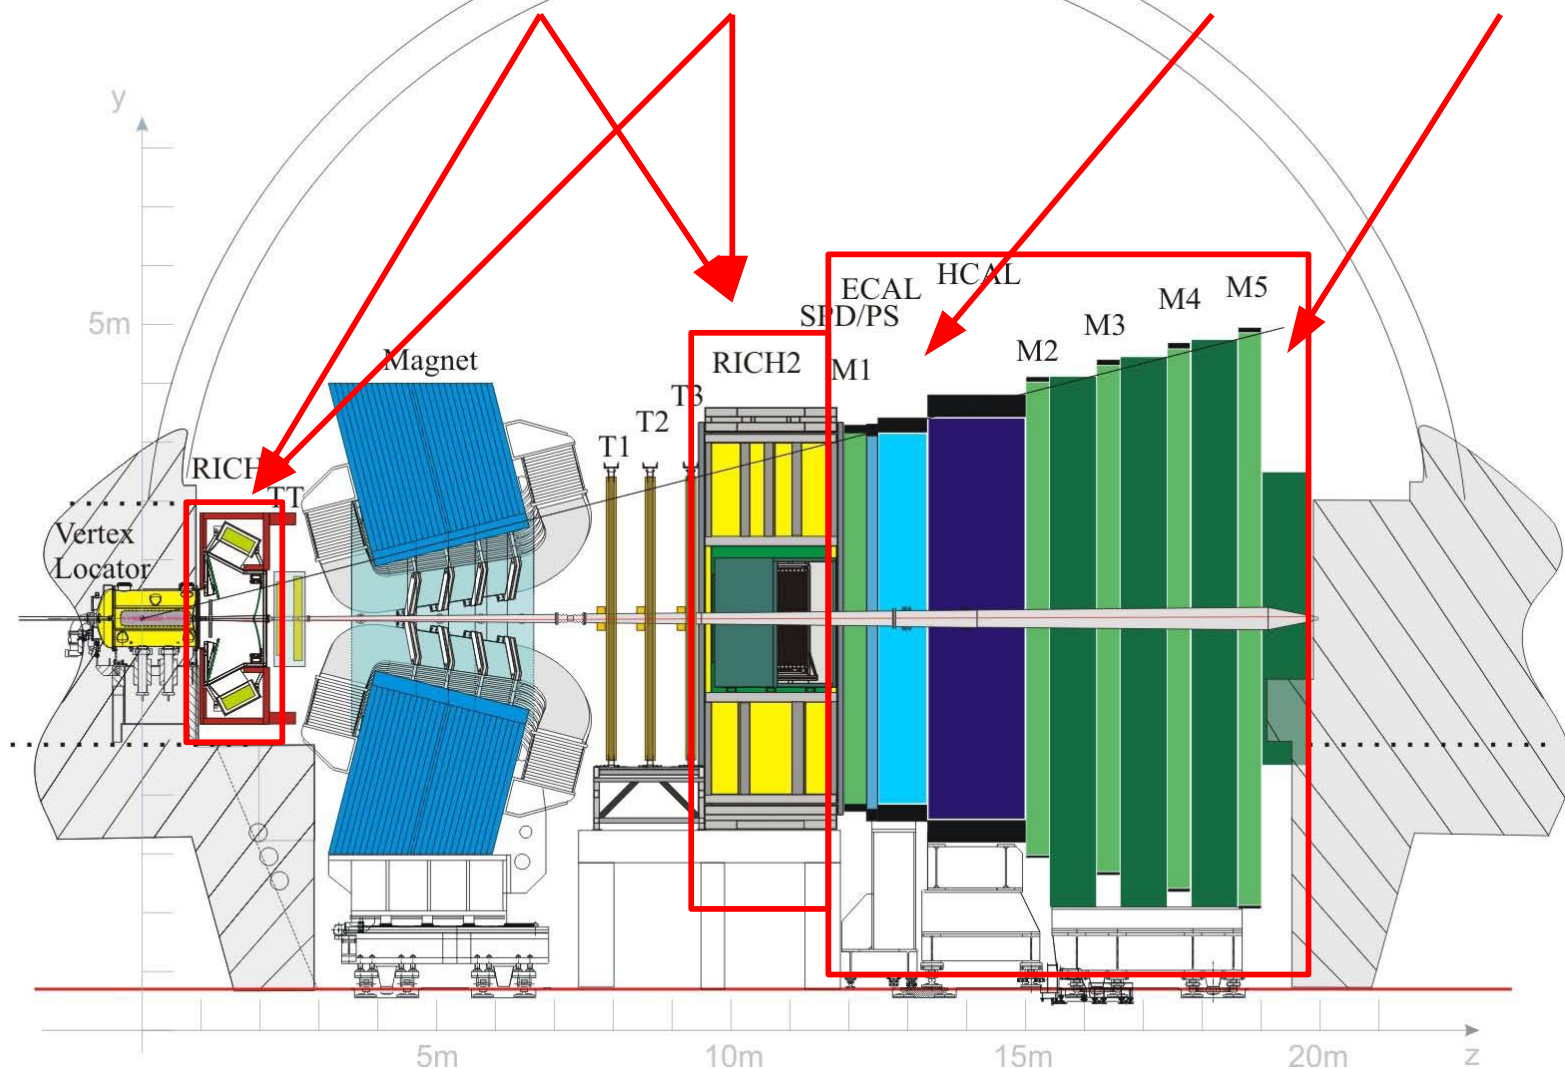 y
ECAL
HCAL
M5
SPD/PS
M4
5m
M3
Magnet
RICH2
M1
M2
T3
T2
T1
RICH
TT
Vertex
Locator
5m
10m
15m
20m
z